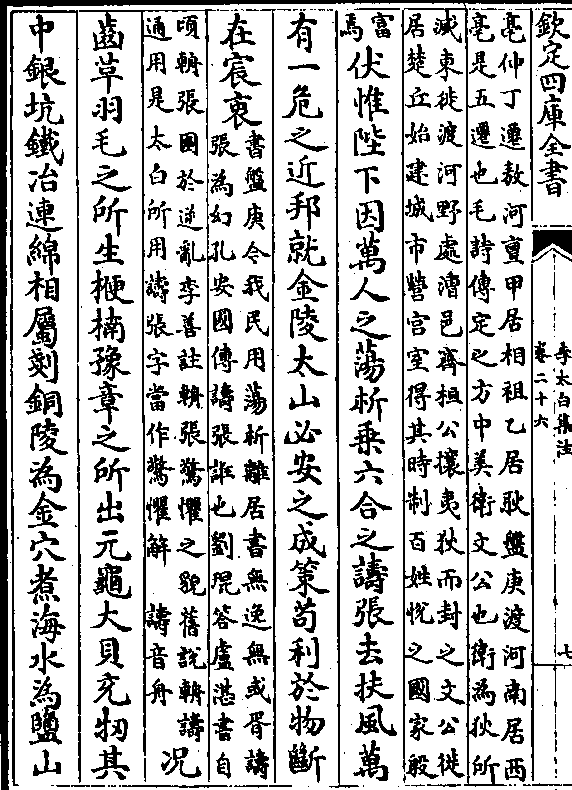 欽定四庫全書
李太白集注
卷二十六
七
亳仲丁遷敖河亶甲居相祖乙居耿盤庚渡河南居西
亳是五遷也毛詩傳定之方中美衛文公也衛為狄所
滅東徙渡河野處漕邑齊桓公攘夷狄而封之文公徙
居楚丘始建城市營宫室得其時制百姓悅之國家殷
富
焉
伏惟陛下因萬人之蕩析乗六合之譸張去扶風萬
有一危之近邦就金陵太山必安之成策苟利於物斷
在宸衷
書盤庚今我民用蕩析離居書無逸無或胥譸
張為幻孔安國傳譸張誑也劉琨答盧諶書自
頃輈張國於逆亂李善註輈張驚懼之貌舊說輈譸
通用是太白所用譸張字當作驚懼解 譸音舟
况
齒草羽毛之所生楩楠豫章之所出元龜大貝充牣其
中銀坑鐵冶連綿相屬剗銅陵為金穴煮海水為鹽山